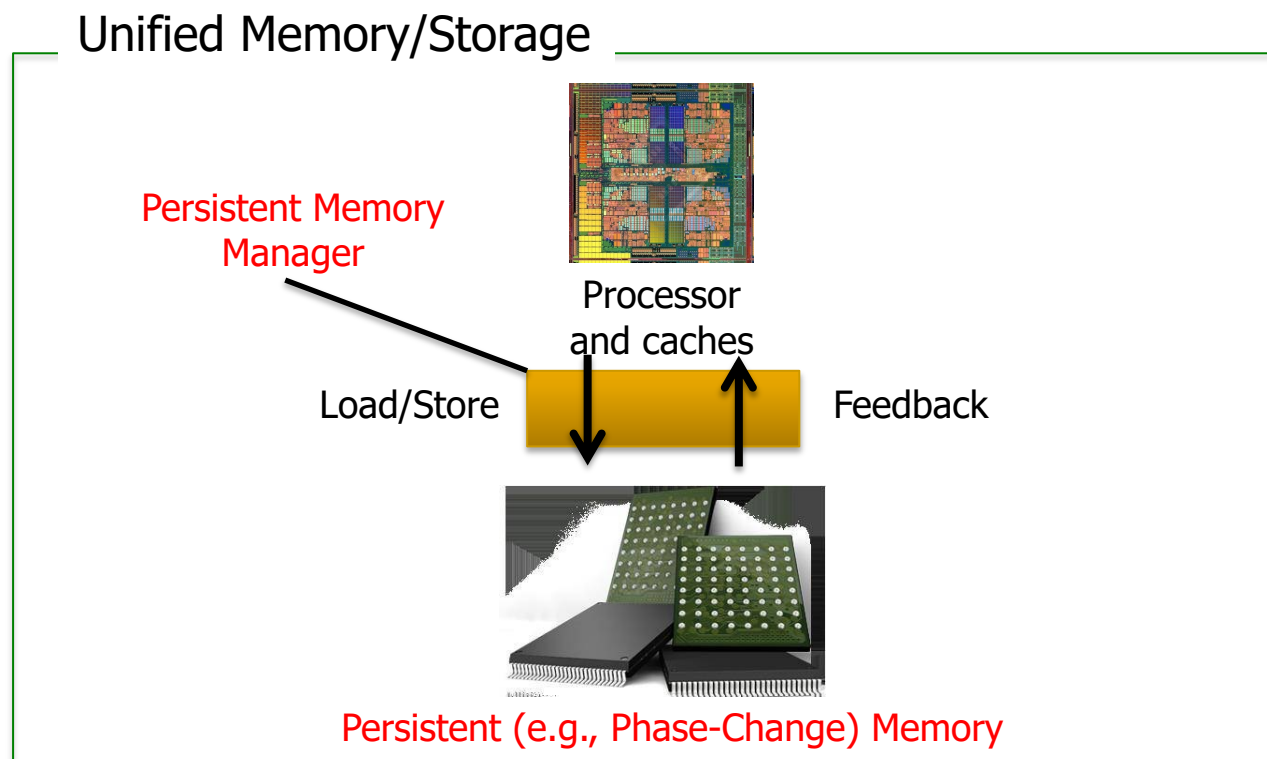 Unified Memory/Storage
Persistent Memory
Manager
Processor
and caches
Load/Store
Feedback
Persistent (e.g., Phase-Change) Memory